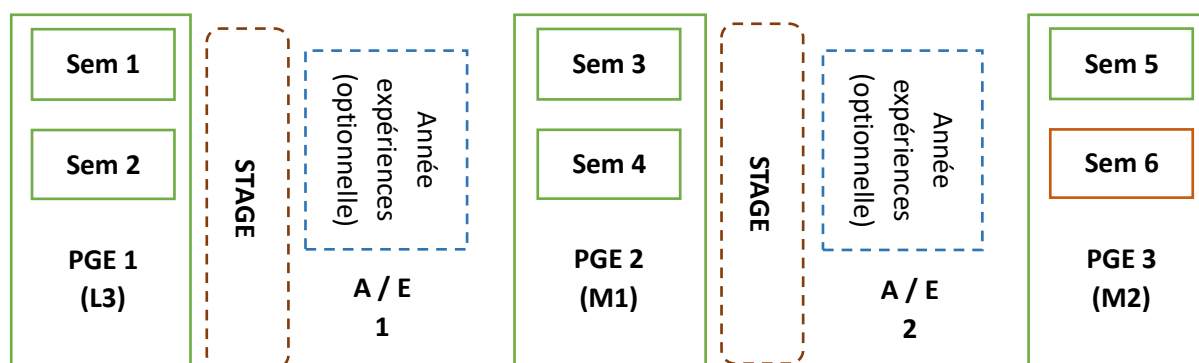 Sem 1
Sem 2
PGE 1
(L3)
STAGE
Année
expériences
(optionnelle)
A / E
1
Sem 3
Sem 4
PGE 2
(M1)
STAGE
Année
expériences
(optionnelle)
A / E
2
Sem 5
Sem 6
PGE 3
(M2)